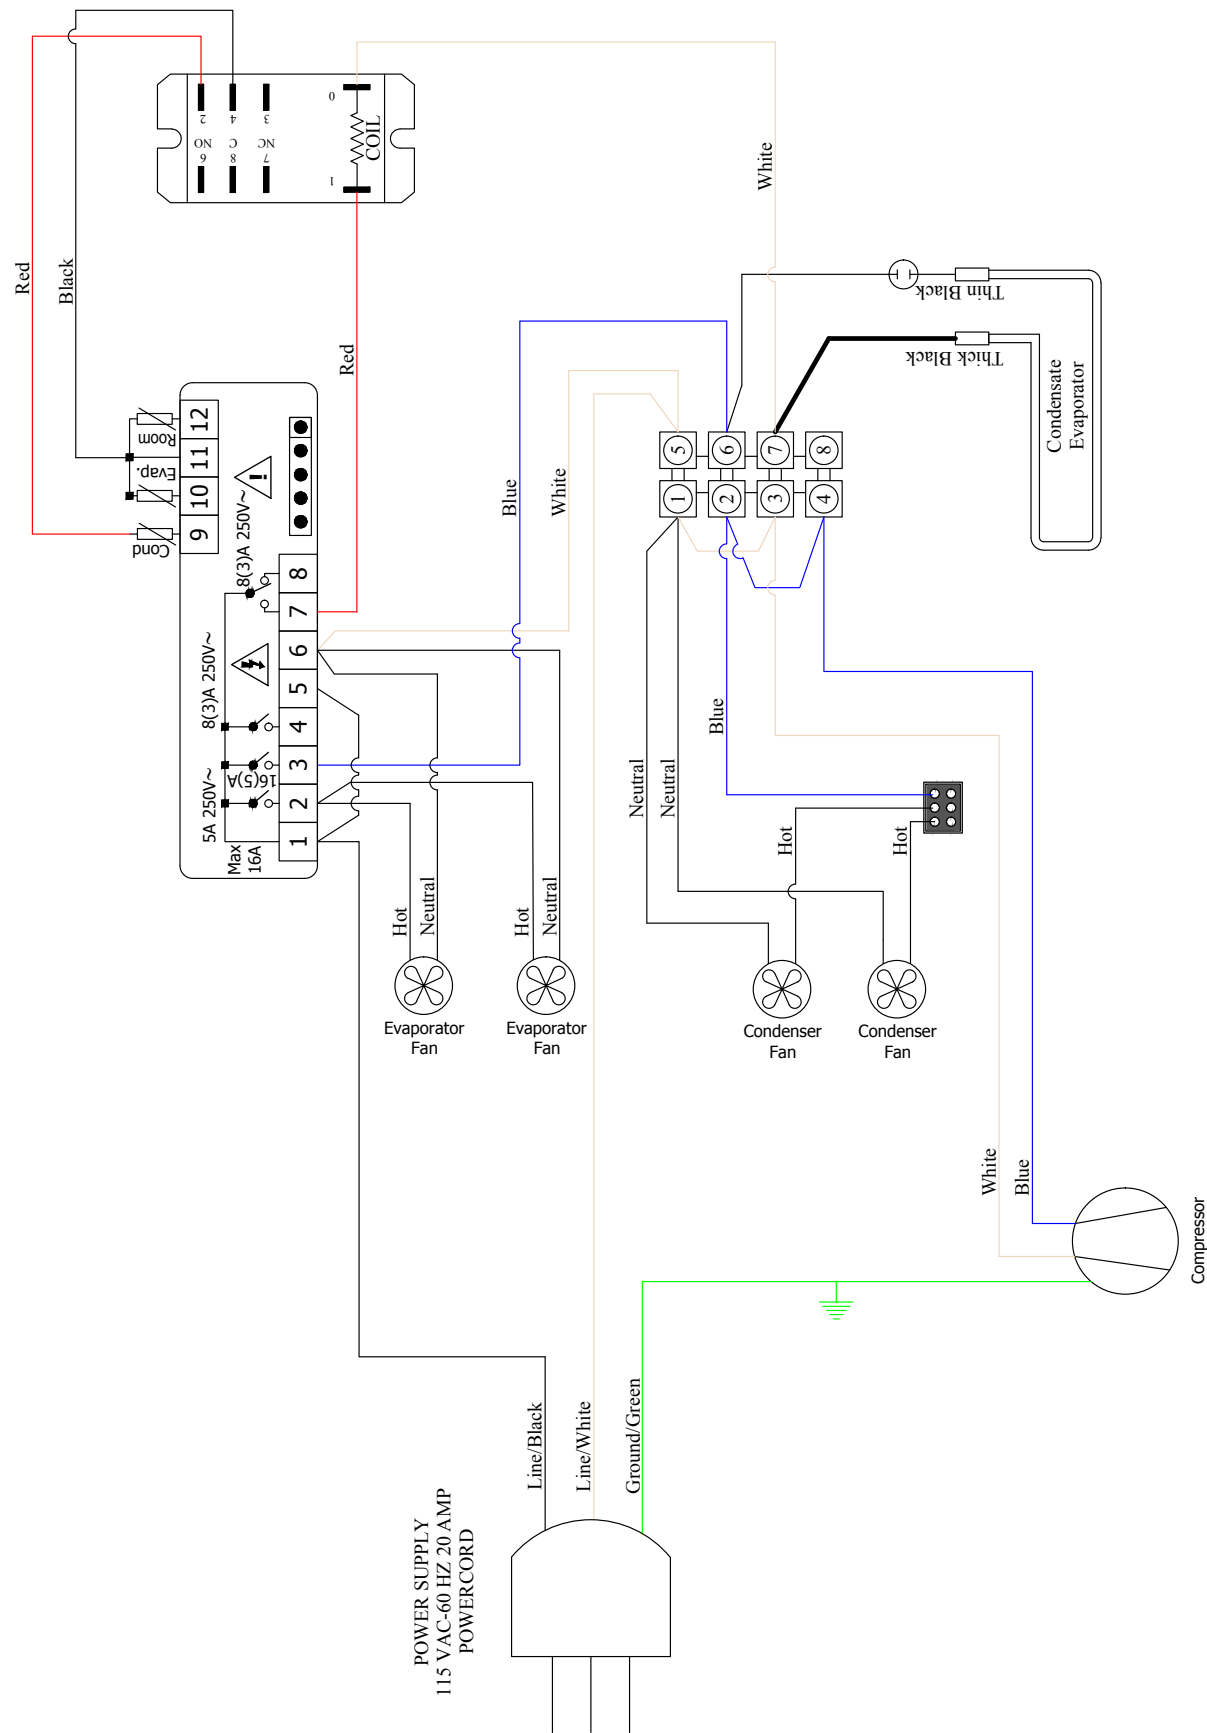 Red
Black
2
4
3
0
NO
C
NC
COIL
6
8
7
1
White
Red
Thin Black
Thick Black
Condensate
Evaporator
Room
Evap.
Cond
12
11
10
9
8(3)A 250V~
!
8(3)A 250V~
16(5)A
5A 250V~
Max
16A
8
7
6
5
4
3
2
1
Blue
White
5
6
7
8
1
2
3
4
Blue
Neutral
Neutral
Hot
Hot
Hot
Neutral
Hot
Neutral
Evaporator
Fan
Evaporator
Fan
Condenser
Fan
Condenser
Fan
White
Blue
Compressor
Line/Black
Line/White
Ground/Green
POWER SUPPLY
115 VAC-60 HZ 20 AMP
POWERCORD